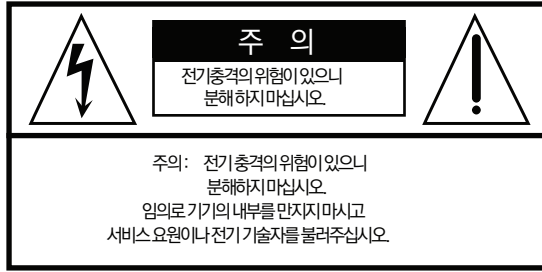 주 의
전기충격의 위험이 있으니
분해하지 마십시오.
주의: 전기 충격의 위험이 있으니
분해하지 마십시오.
임의로 기기의 내부를 만지지 마시고
서비스 요원이나 전기 기술자를 불러주십시오.